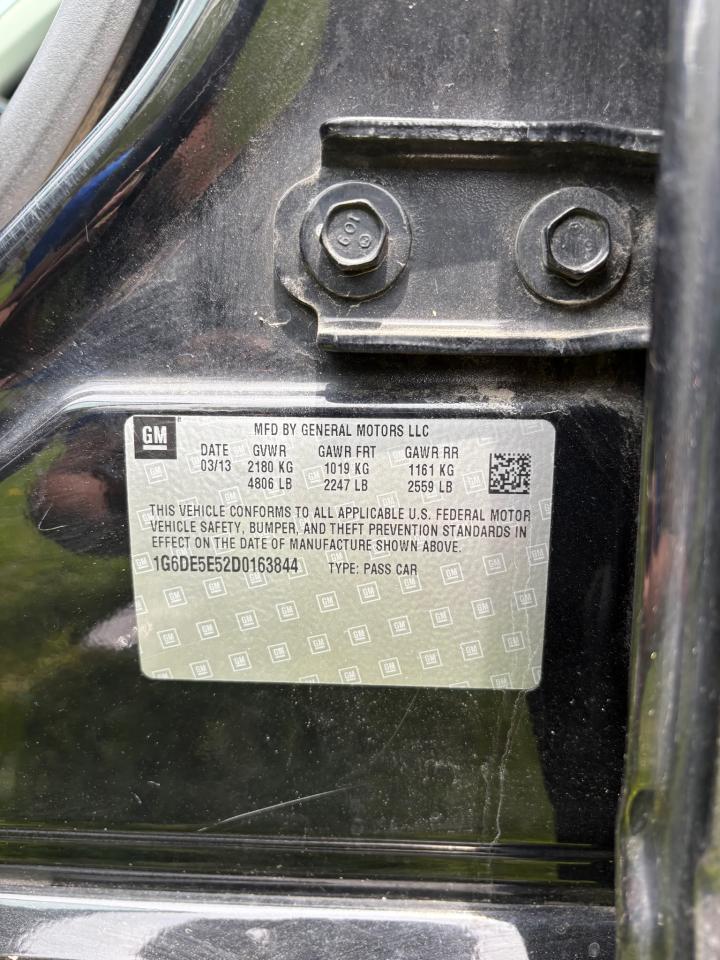 109
GM
MFD BY GENERAL MOTORS LLC
DATE GVWR GAWR FRT GAWR RR
03/13 2180 KG 1019 KG 1161 KG
4806 LB 2247 LB 2559 LB
THIS VEHICLE CONFORMS TO ALL APPLICABLE U.S. FEDERAL MOTOR
VEHICLE SAFETY, BUMPER, AND THEFT PREVENTION STANDARDS IN
EFFECT ON THE DATE OF MANUFACTURE SHOWN ABOVE.
1G6DE5E52D0163844 TYPE: PASS CAR